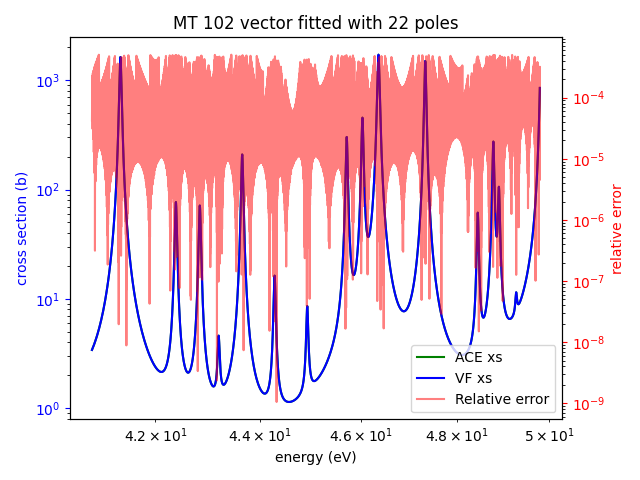 MT 102 vector fitted with 22 poles
cross section (b)
10³
10²
10¹
10⁰
10⁻⁴
10⁻⁵
10⁻⁶
10⁻⁷
10⁻⁸
10⁻⁹
relative error
ACE xs
VF xs
Relative error
4.2 × 10¹ 4.4 × 10¹ 4.6 × 10¹ 4.8 × 10¹ 5 × 10¹
energy (eV)